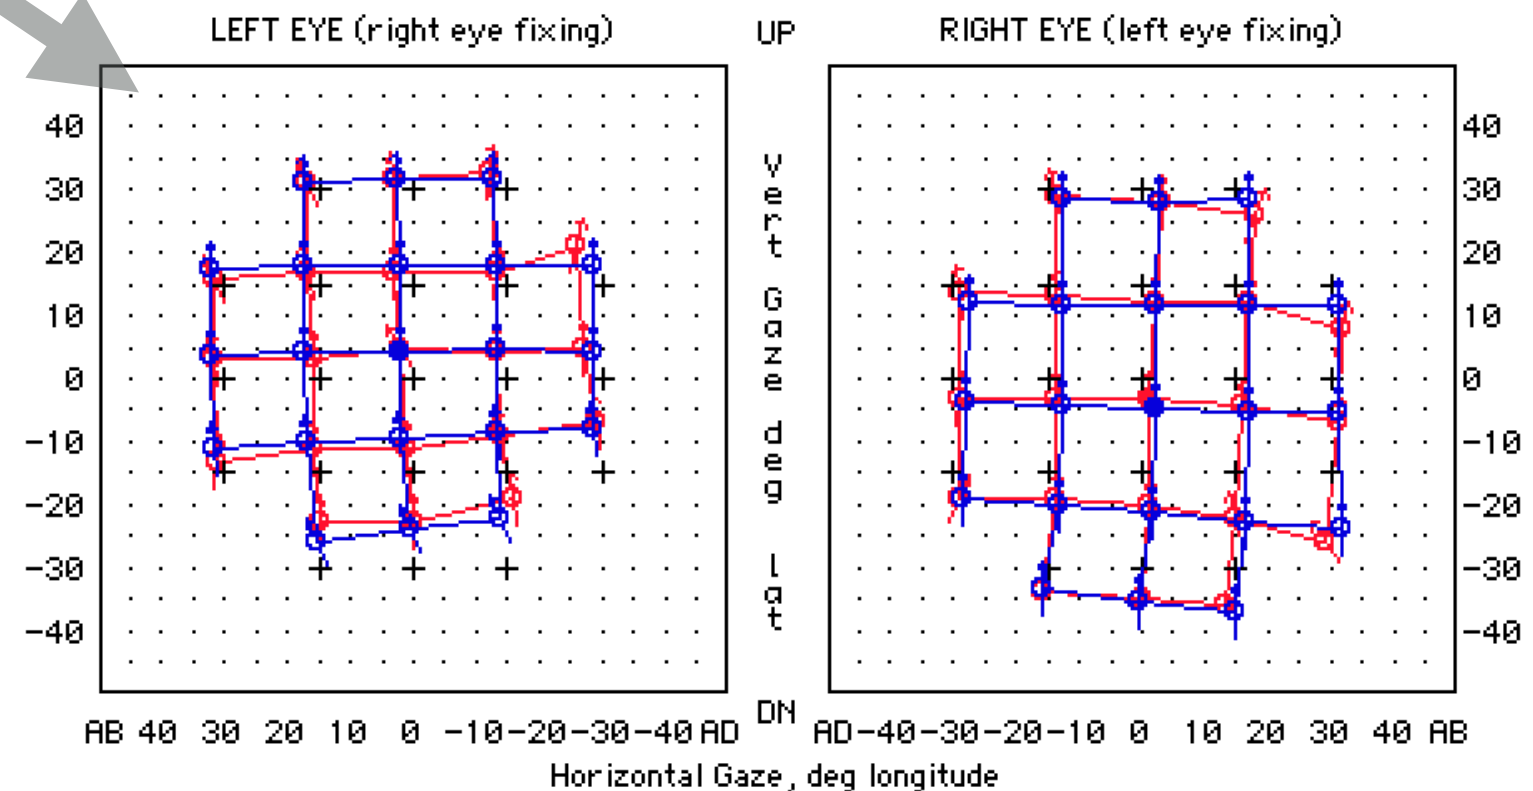 LEFT EYE (right eye fixing) UP RIGHT EYE (left eye fixing)
40 40
30 30
20 20
10 10
0 0
-10 -10
-20 -20
-30 -30
-40 -40
Vert Gaze deg lat
DN
AB 40 30 20 10 0 -10-20-30-40 AD AD-40-30-20-10 0 10 20 30 40 AB
Horizontal Gaze, deg longitude